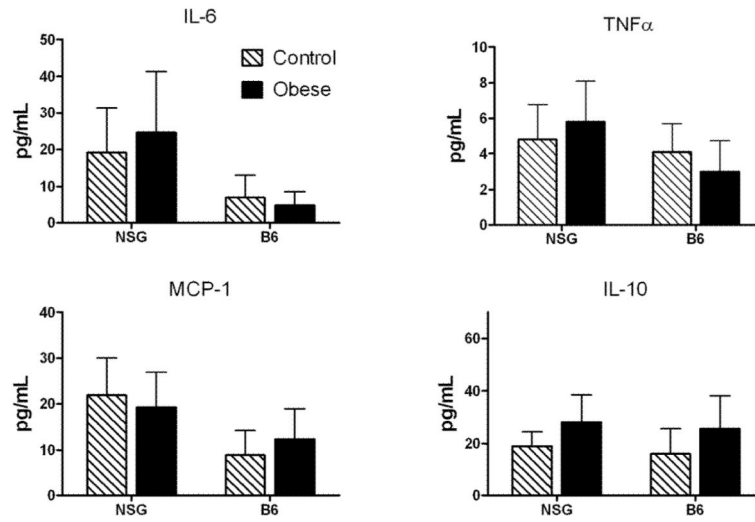 IL-6
50
40
30
20
10
0
pg/mL
Control
Obese
NSG B6
TNFα
8
6
4
2
0
pg/mL
NSG B6
MCP-1
40
30
20
10
0
pg/mL
NSG B6
IL-10
60
40
20
0
pg/mL
NSG B6